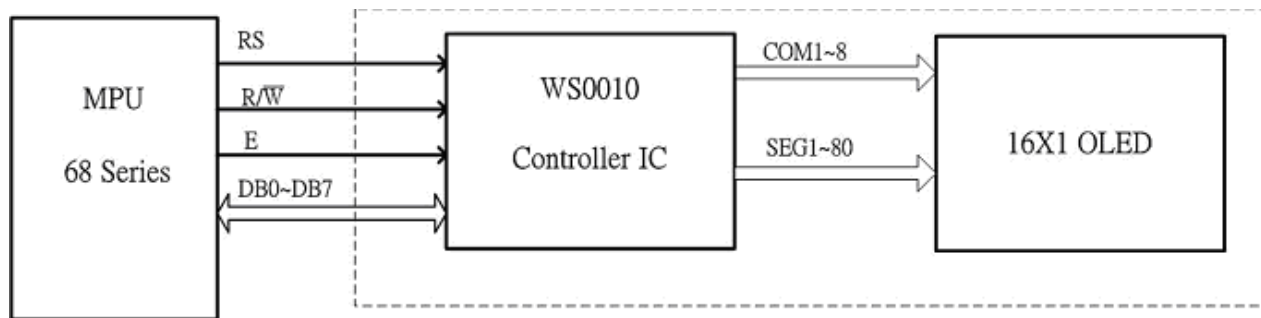 MPU
68 Series
RS
R/W̅
E
DB0~DB7
WS0010
Controller IC
COM1~8
SEG1~80
16X1 OLED